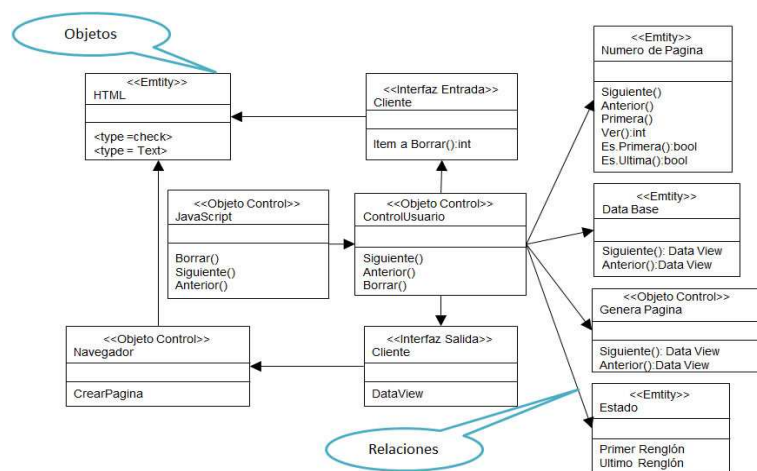 Objetos
<<Emtity>>
HTML
<type =check>
<type = Text>
<<Interfaz Entrada>>
Cliente
Item a Borrar():int
<<Emtity>>
Numero de Pagina
Siguiente()
Anterior()
Primera()
Ver():int
Es.Primera():bool
Es.Ultima():bool
<<Objeto Control>>
JavaScript
Borrar()
Siguiente()
Anterior()
<<Objeto Control>>
ControlUsuario
Siguiente()
Anterior()
Borrar()
<<Emtity>>
Data Base
Siguiente(): Data View
Anterior():Data View
<<Objeto Control>>
Genera Pagina
Siguiente(): Data View
Anterior():Data View
<<Objeto Control>>
Navegador
CrearPagina
<<Interfaz Salida>>
Cliente
DataView
<<Emtity>>
Estado
Primer Renglón
Ultimo Renglón
Relaciones